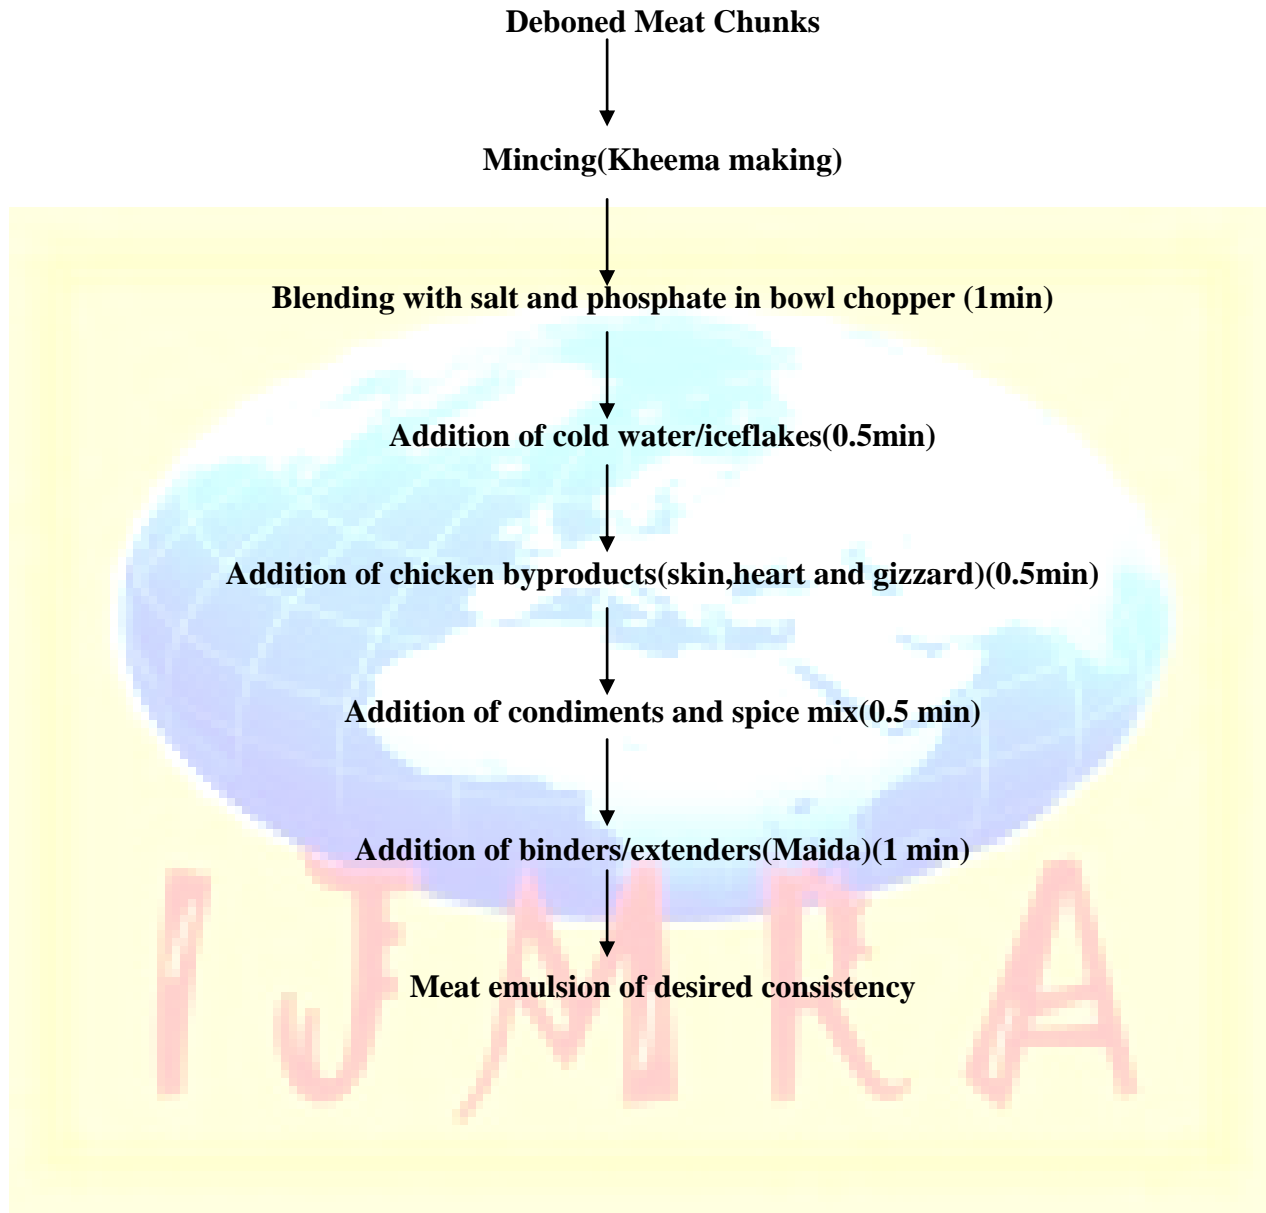 Deboned Meat Chunks
Mincing(Kheema making)
Blending with salt and phosphate in bowl chopper (1min)
Addition of cold water/iceflakes(0.5min)
Addition of chicken byproducts(skin,heart and gizzard)(0.5min)
Addition of condiments and spice mix(0.5 min)
Addition of binders/extenders(Maida)(1 min)
IJMRA
Meat emulsion of desired consistency